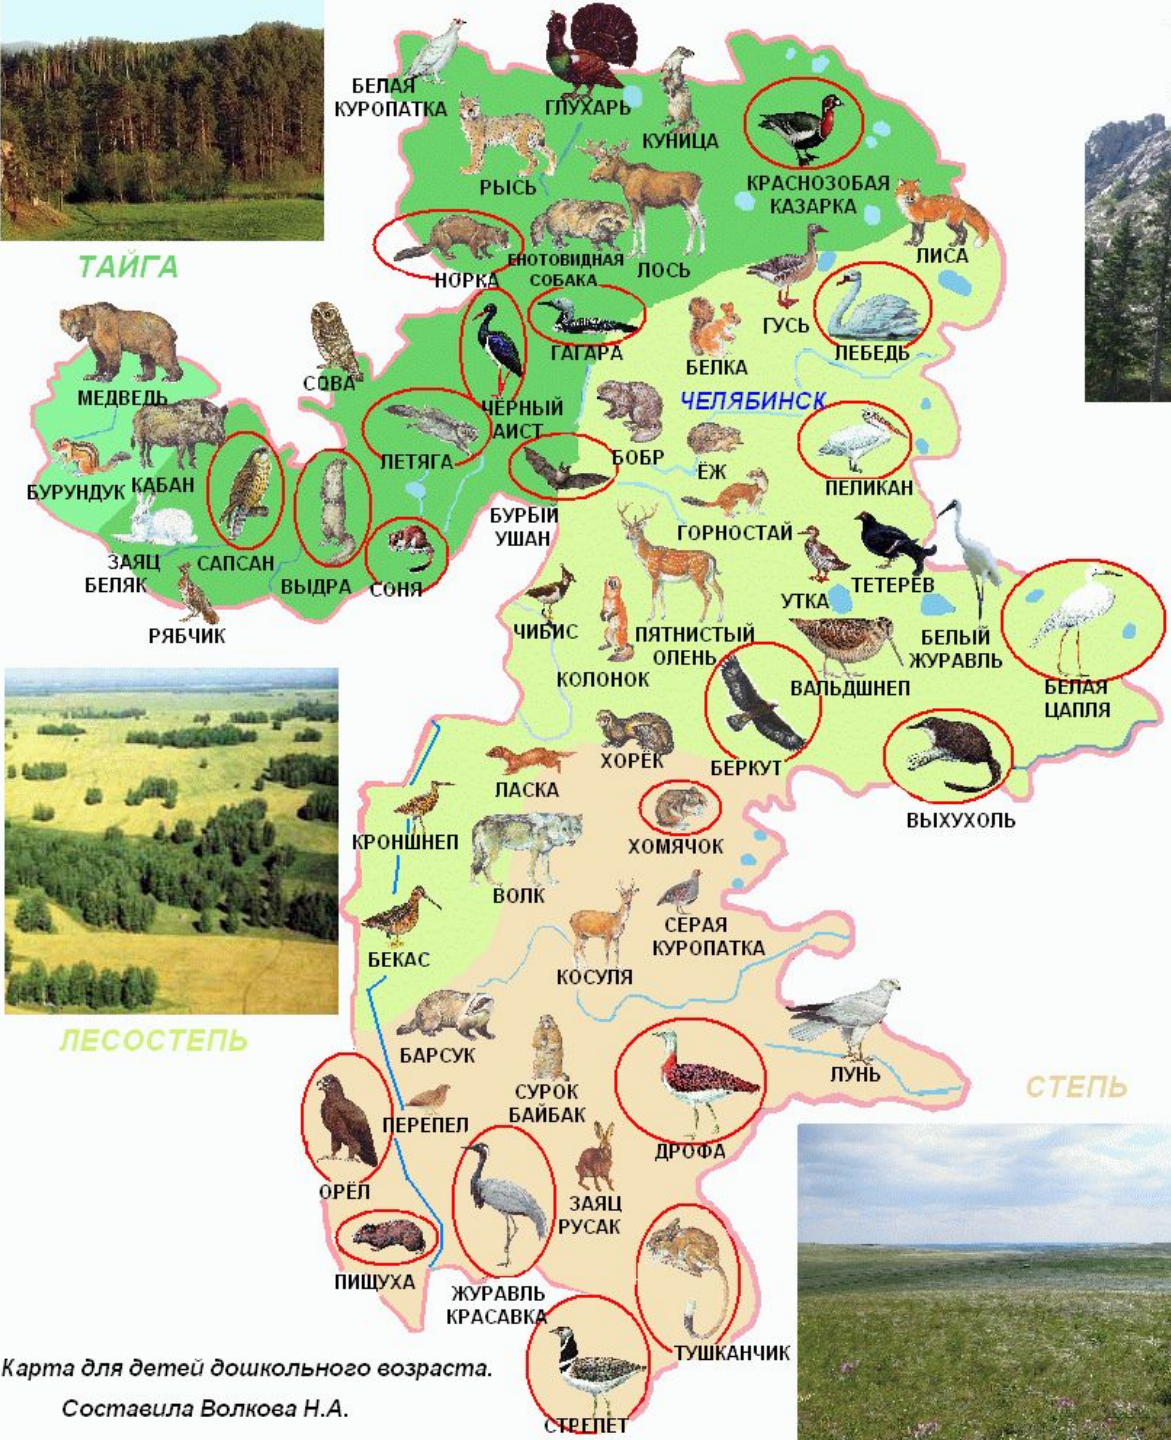 БЕЛАЯ
КУРОПАТКА
ГЛУХАРЬ
КУНИЦА
РЫСЬ
КРАСНОЗОБАЯ
КАЗАРКА
ЛИСА
ТАЙГА
НОРКА
ЕНОТОВИДНАЯ
СОБАКА
ЛОСЬ
ГУСЬ
ЛЕБЕДЬ
ГАГАРА
БЕЛКА
МЕДВЕДЬ
СОВА
ЧЁРНЫЙ
АИСТ
ЧЕЛЯБИНСК
ЛЕТЯГА
БОБР
ЁЖ
ПЕЛИКАН
БУРУНДУК
КАБАН
БУРЫЙ
УШАН
ГОРНОСТАЙ
ЗАЯЦ
БЕЛЯК
САПСАН
ВЫДРА
СОНЯ
УТКА
ТЕТЕРЕВ
РЯБЧИК
ЧИБИС
ПЯТНИСТЫЙ
ОЛЕНЬ
БЕЛЫЙ
ЖУРАВЛЬ
КОЛОНОК
ВАЛЬДШНЕП
БЕЛАЯ
ЦАПЛЯ
ХОРЁК
БЕРКУТ
ЛАСКА
ВЫХУХОЛЬ
КРОНШНЕП
ХОМЯЧОК
ВОЛК
СЕРАЯ
КУРОПАТКА
БЕКАС
КОСУЛЯ
ЛЕСОСТЕПЬ
БАРСУК
СУРОК
БАЙБАК
ЛУНЬ
СТЕПЬ
ПЕРЕПЕЛ
ДРОФА
ОРЁЛ
ЗАЯЦ
РУСАК
ПИЩУХА
ЖУРАВЛЬ
КРАСАВКА
ТУШКАНЧИК
СТРЕПЕТ
Карта для детей дошкольного возраста.
Составила Волкова Н.А.